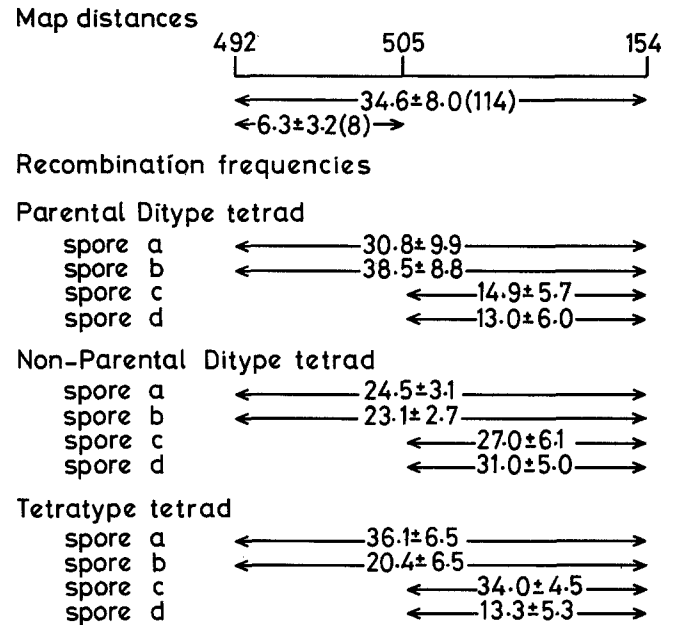 Map distances
492 505 154
34.6±8.0(114)
6.3±3.2(8)
Recombination frequencies
Parental Ditype tetrad
spore a 30.8±9.9
spore b 38.5±8.8
spore c 14.9±5.7
spore d 13.0±6.0
Non-Parental Ditype tetrad
spore a 24.5±3.1
spore b 23.1±2.7
spore c 27.0±6.1
spore d 31.0±5.0
Tetratype tetrad
spore a 36.1±6.5
spore b 20.4±6.5
spore c 34.0±4.5
spore d 13.3±5.3